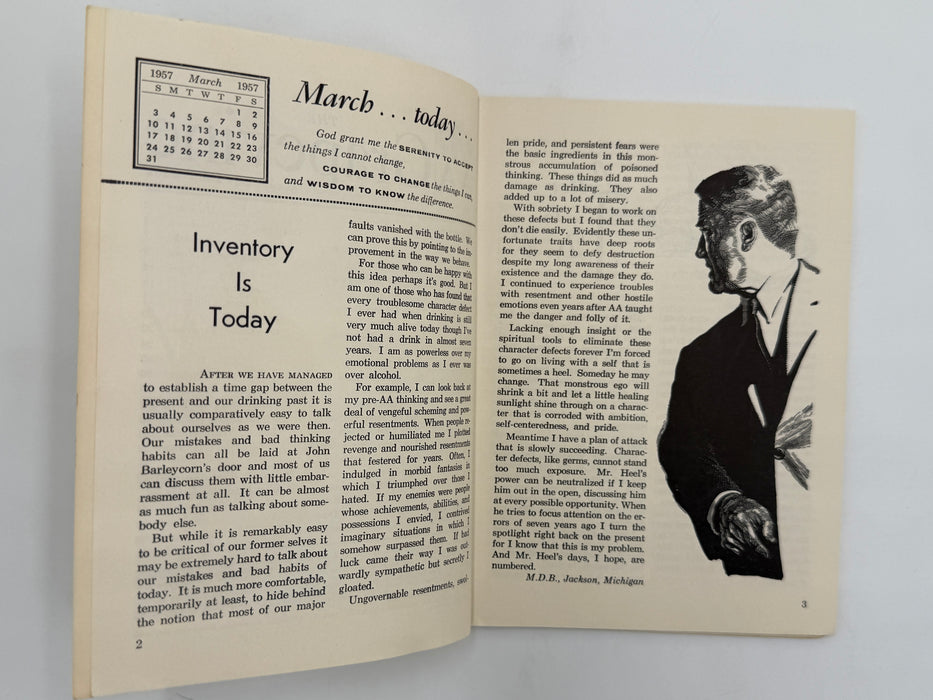 1957 March 1957
S M T W T F S
1 2
3 4 5 6 7 8 9
10 11 12 13 14 15 16
17 18 19 20 21 22 23
24 25 26 27 28 29 30
31
March . . . today . . .
God grant me the SERENITY TO ACCEPT
the things I cannot change,
COURAGE TO CHANGE the things I can,
and WISDOM TO KNOW the difference.
Inventory
Is
Today
AFTER WE HAVE MANAGED
to establish a time gap between the
present and our drinking past it is
usually comparatively easy to talk
about ourselves as we were then.
Our mistakes and bad thinking
habits can all be laid at John
Barleycorn's door and most of us
can discuss them with little embar-
rassment at all. It can be almost
as much fun as talking about some-
body else.
But while it is remarkably easy
to be critical of our former selves it
may be extremely hard to talk about
our mistakes and bad habits of
today. It is much more comfortable,
temporarily at least, to hide behind
the notion that most of our major
2
faults vanished with the bottle. We
can prove this by pointing to the im-
provement in the way we behave.
For those who can be happy with
this idea perhaps it's good. But I
am one of those who has found that
every troublesome character defect
I ever had when drinking is still
very much alive today though I've
not had a drink in almost seven
years. I am as powerless over my
emotional problems as I ever was
over alcohol.
For example, I can look back at
my pre-AA thinking and see a great
deal of vengeful scheming and pow-
erful resentments. When people re-
jected or humiliated me I plotted
revenge and nourished resentments
that festered for years. Often, I
indulged in morbid fantasies in
which I triumphed over those I
hated. If my enemies were people
whose achievements, abilities, and
possessions I envied, I contrived
imaginary situations in which I
somehow surpassed them. If bad
luck came their way I was out-
wardly sympathetic but secretly I
gloated.
Ungovernable resentments, swol-
len pride, and persistent fears were
the basic ingredients in this mon-
strous accumulation of poisoned
thinking. These things did as much
damage as drinking. They also
added up to a lot of misery.
With sobriety I began to work on
these defects but I found that they
don't die easily. Evidently these un-
fortunate traits have deep roots
for they seem to defy destruction
despite my long awareness of their
existence and the damage they do.
I continued to experience troubles
with resentment and other hostile
emotions even years after AA taught
me the danger and folly of it.
Lacking enough insight or the
spiritual tools to eliminate these
character defects forever I'm forced
to go on living with a self that is
sometimes a heel. Someday he may
change. That monstrous ego will
shrink a bit and let a little healing
sunlight shine through on a charac-
ter that is corroded with ambition,
self-centeredness, and pride.
Meantime I have a plan of attack
that is slowly succeeding. Charac-
ter defects, like germs, cannot stand
too much exposure. Mr. Heel's
power can be neutralized if I keep
him out in the open, discussing him
at every possible opportunity. When
he tries to focus attention on the er-
rors of seven years ago I turn the
spotlight right back on the present
for I know that this is my problem.
And Mr. Heel's days, I hope, are
numbered.
M.D.B., Jackson, Michigan
3